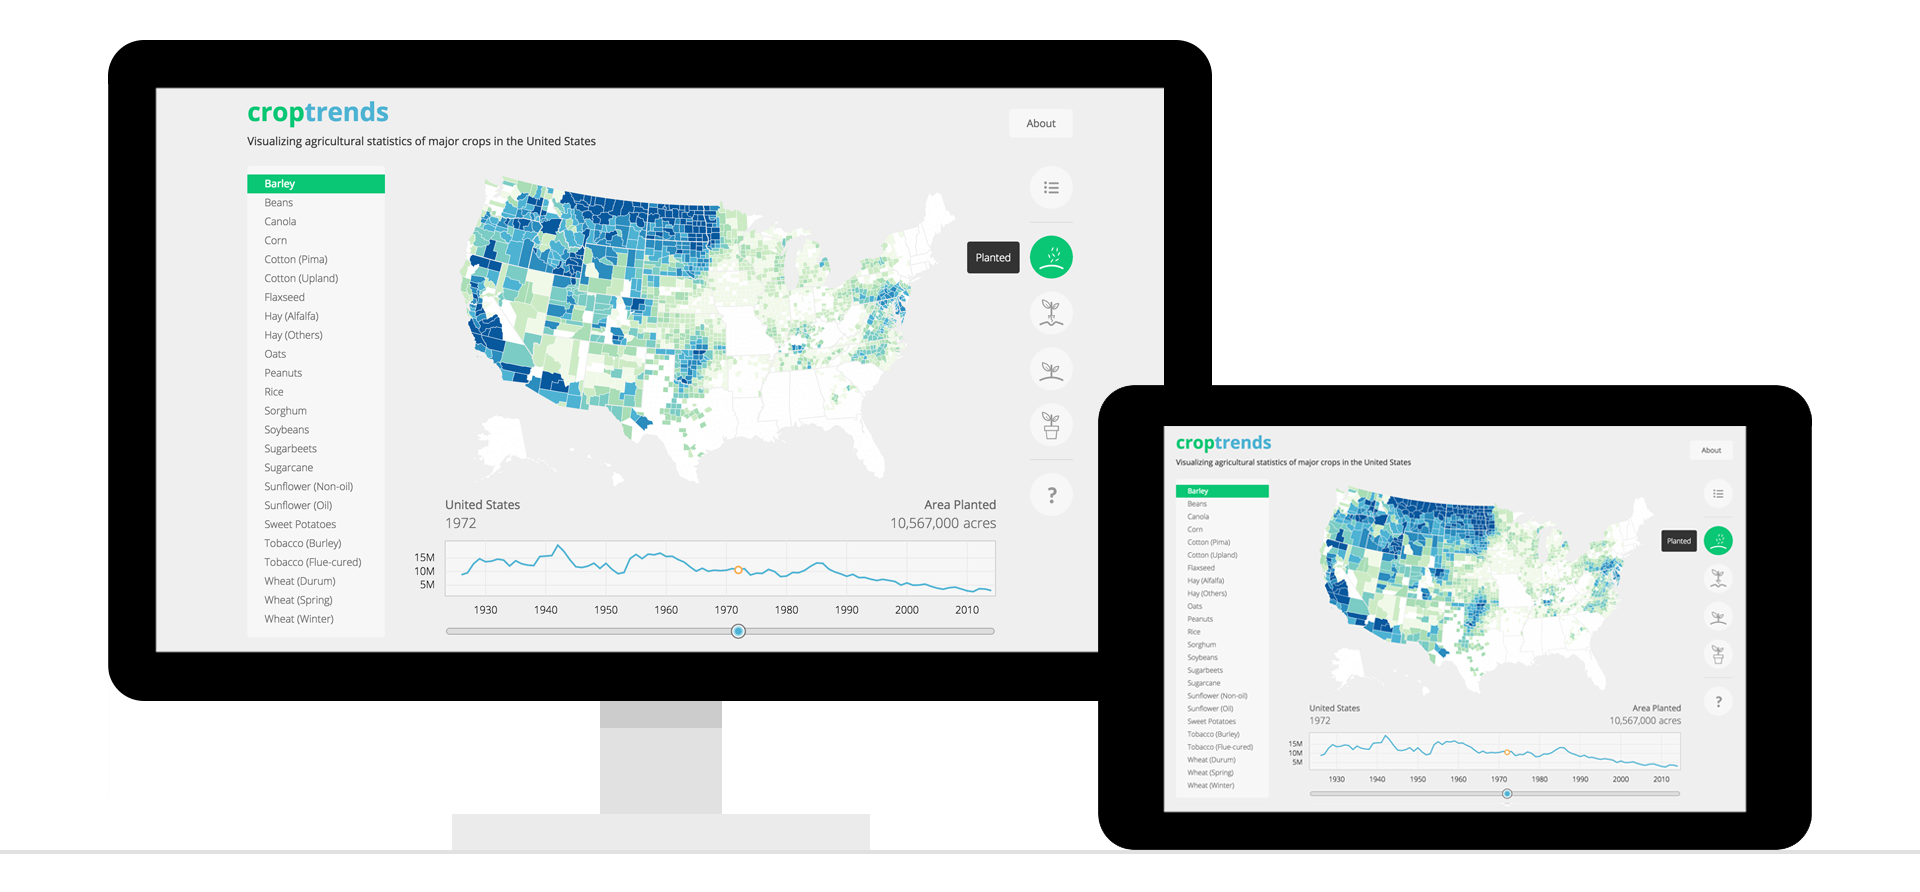 croptrends
About
Visualizing agricultural statistics of major crops in the United States
Barley
Beans
Canola
Corn
Cotton (Pima)
Cotton (Upland)
Flaxseed
Hay (Alfalfa)
Hay (Others)
Oats
Peanuts
Rice
Sorghum
Soybeans
Sugarbeets
Sugarcane
Sunflower (Non-oil)
Sunflower (Oil)
Sweet Potatoes
Tobacco (Burley)
Tobacco (Flue-cured)
Wheat (Durum)
Wheat (Spring)
Wheat (Winter)
Planted
?
United States
1972
Area Planted
10,567,000 acres
15M
10M
5M
1930 1940 1950 1960 1970 1980 1990 2000 2010
croptrends
About
Visualizing agricultural statistics of major crops in the United States
Barley
Beans
Canola
Corn
Cotton (Pima)
Cotton (Upland)
Flaxseed
Hay (Alfalfa)
Hay (Others)
Oats
Peanuts
Rice
Sorghum
Soybeans
Sugarbeets
Sugarcane
Sunflower (Non-oil)
Sunflower (Oil)
Sweet Potatoes
Tobacco (Burley)
Tobacco (Flue-cured)
Wheat (Durum)
Wheat (Spring)
Wheat (Winter)
Planted
?
United States
1972
Area Planted
10,567,000 acres
15M
10M
5M
1930 1940 1950 1960 1970 1980 1990 2000 2010